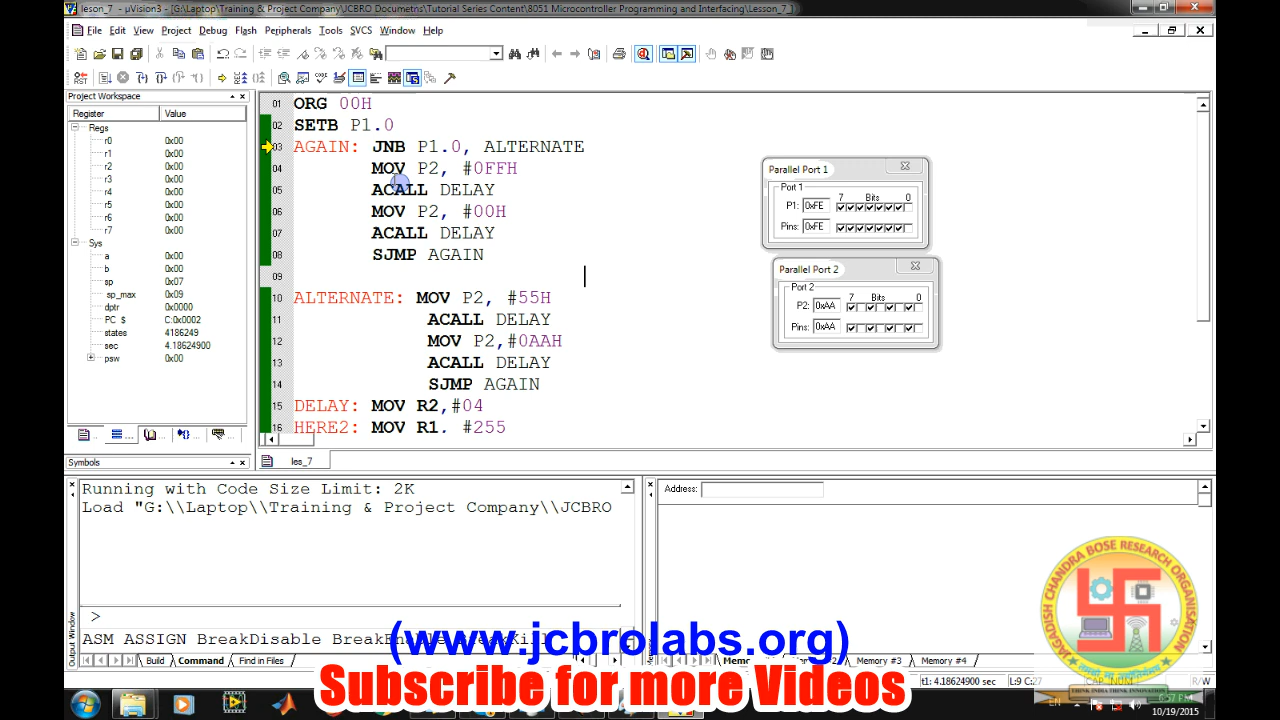 leson_7 - µVision3 - [G:\Laptop\Training & Project Company\JCBRO Documetris\Tutorial Series Content\8051 Microcontroller Programming and Interfacing\Lesson_7_]
File Edit View Project Debug Flash Peripherals Tools SVCS Window Help
Project Workspace
Register Value
Regs
r0 0x00
r1 0x00
r2 0x00
r3 0x00
r4 0x00
r5 0x00
r6 0x00
r7 0x00
Sys
a 0x00
b 0x00
sp 0x07
sp_max 0x09
dptr 0x0000
PC $ C:0x0002
states 4186249
sec 4.18624900
psw 0x00
01 ORG 00H
02 SETB P1.0
03 AGAIN: JNB P1.0, ALTERNATE
04 MOV P2, #0FFH
05 ACALL DELAY
06 MOV P2, #00H
07 ACALL DELAY
08 SJMP AGAIN
09
10 ALTERNATE: MOV P2, #55H
11 ACALL DELAY
12 MOV P2,#0AAH
13 ACALL DELAY
14 SJMP AGAIN
15 DELAY: MOV R2,#04
16 HERE2: MOV R1. #255
Parallel Port 1
Port 1
7 Bits 0
P1: 0xFE
Pins: 0xFE
Parallel Port 2
Port 2
7 Bits 0
P2: 0xAA
Pins: 0xAA
les_7
Symbols
Running with Code Size Limit: 2K
Load "G:\\Laptop\\Training & Project Company\\JCBRO
>
ASM ASSIGN BreakDisable
Output Window
Build Command Find in Files
Address:
Memory #3 Memory #4
t1: 4.18624900 sec L:9 C:27 R/W
JAGADISH CHANDRA BOSE RESEARCH ORGANISATION
THINK INDIA THINK INNOVATION
(www.jcbrolabs.org)
Subscribe for more Videos
10/19/2015